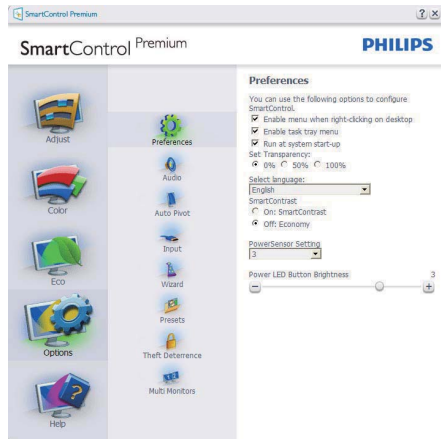 SmartControl Premium
SmartControl Premium
PHILIPS
Adjust
Color
Eco
Options
Help
Preferences
Audio
Auto Pivot
Input
Wizard
Presets
Theft Deterrence
Multi Monitors
Preferences
You can use the following options to configure
SmartControl.
Enable menu when right-clicking on desktop
Enable task tray menu
Run at system start-up
Set Transparency:
0% 50% 100%
Select language:
English
SmartContrast
On: SmartContrast
Off: Economy
PowerSensor Setting
3
Power LED Button Brightness 3